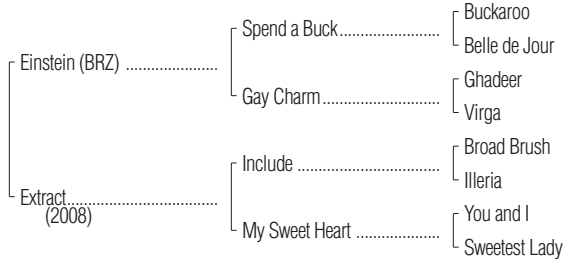 Buckaroo
Spend a Buck......................
Belle de Jour
Einstein (BRZ) ......................
Ghadeer
Gay Charm..........................
Virga
Broad Brush
Include ................................
Illeria
Extract...................................
(2008)
You and I
My Sweet Heart ...................
Sweetest Lady